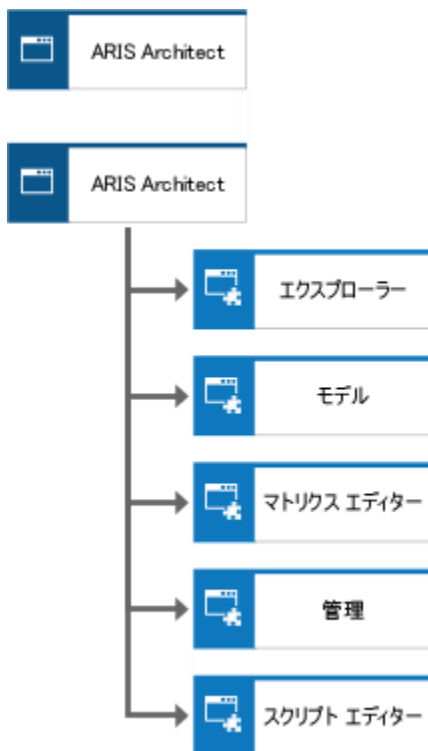 ARIS Architect
ARIS Architect
エクスプローラー
モデル
マトリクス エディター
管理
スクリプト エディター